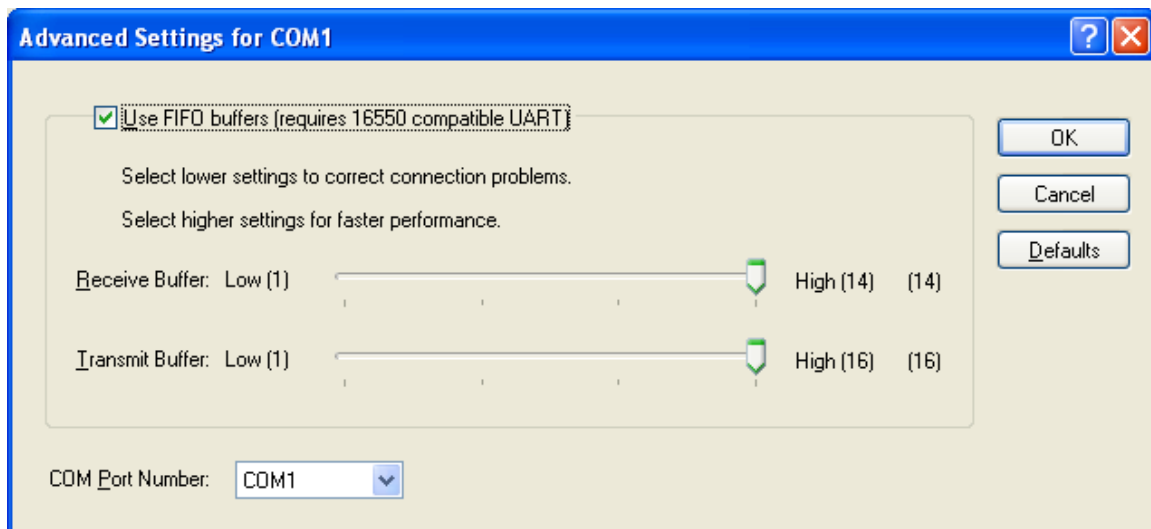 Advanced Settings for COM1
Use FIFO buffers (requires 16550 compatible UART)
Select lower settings to correct connection problems.
Select higher settings for faster performance.
Receive Buffer: Low (1) High (14) (14)
Transmit Buffer: Low (1) High (16) (16)
COM Port Number: COM1
OK
Cancel
Defaults